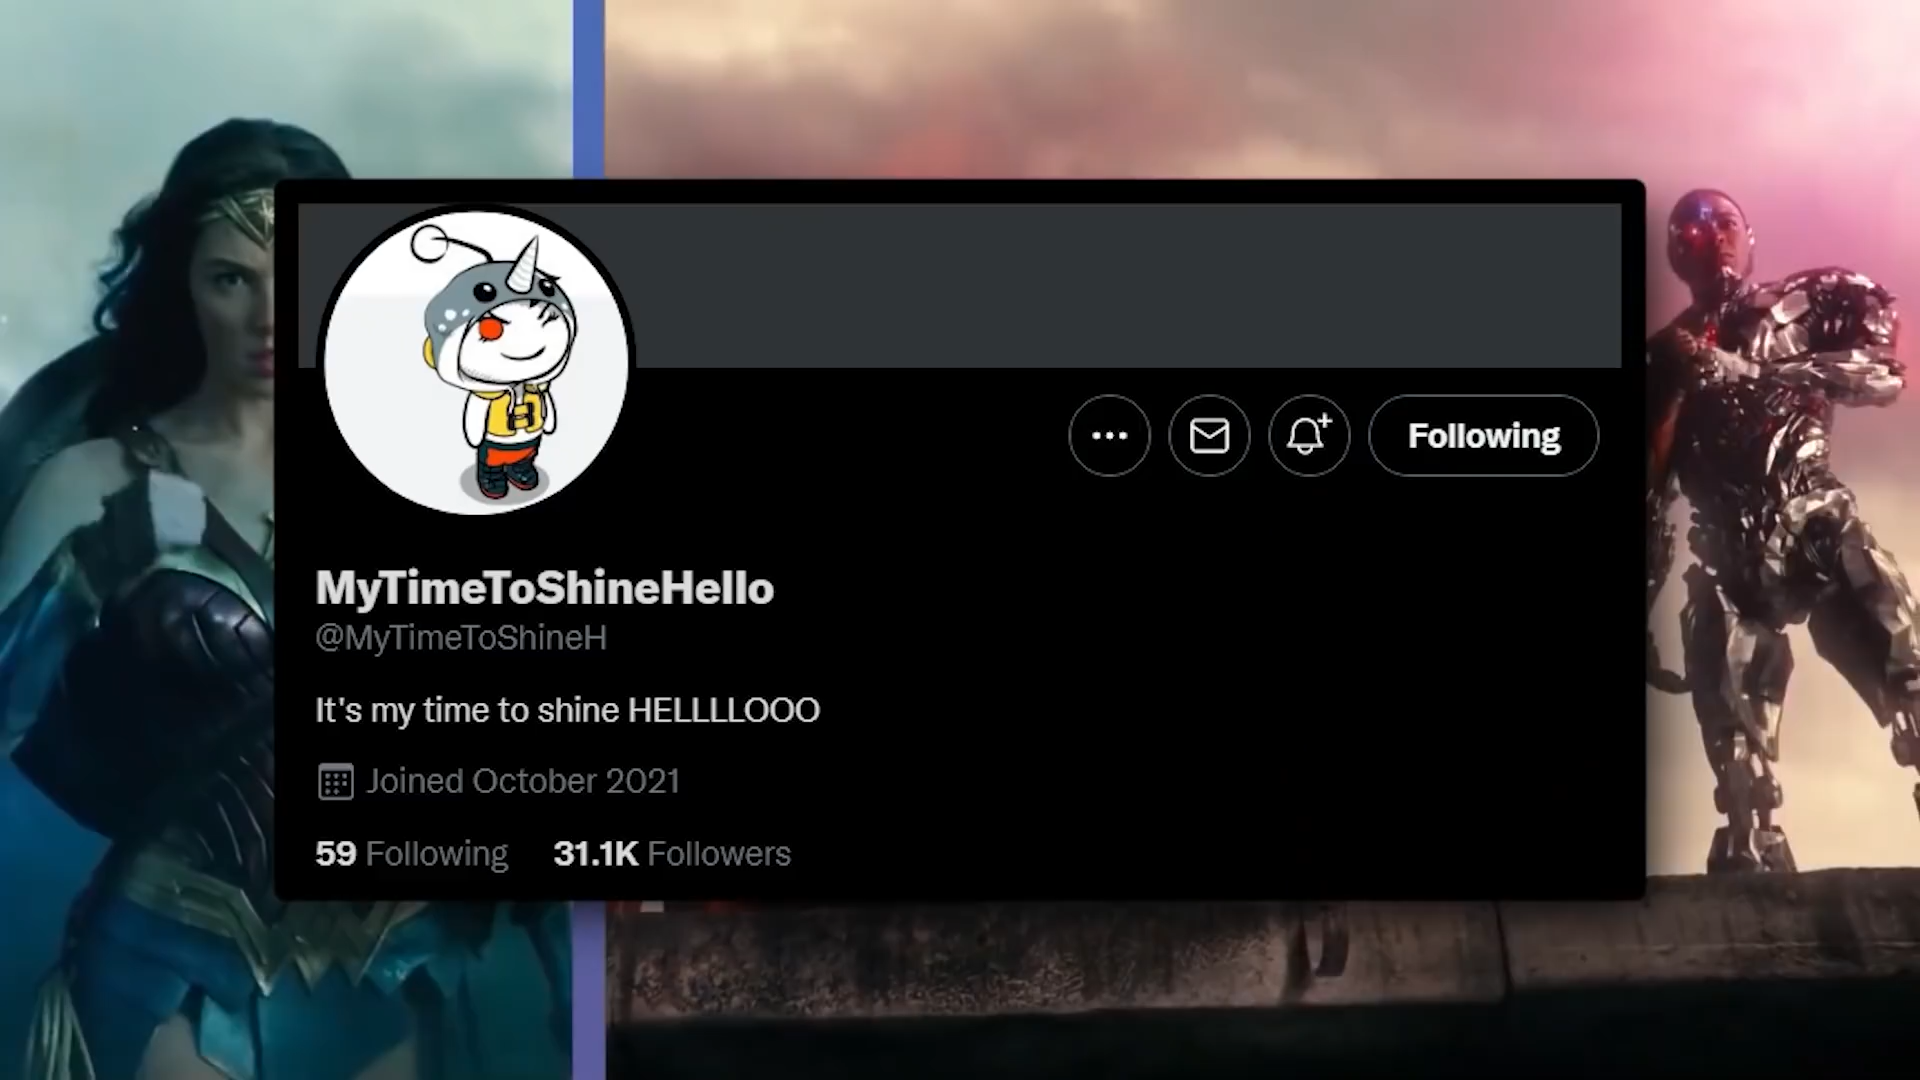 Following
MyTimeToShineHello
@MyTimeToShineH
It's my time to shine HELLLLOOO
Joined October 2021
59 Following 31.1K Followers